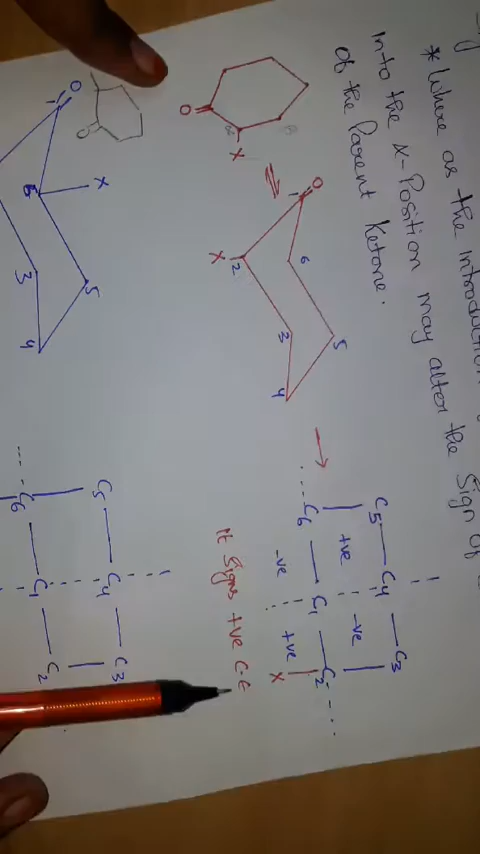 * Where as the introduction
into the α-Position may alter the Sign of
of the Parent Ketone.
O
α
β
X
⇌
O
1
X 2
6
3
5
4
→
C5 C4 C3
+ve -ve
C6 C1 C2
-ve +ve X
It Signs +ve C.E
O
O
1
6 X
3
5
4
C5 C4 C3
C6 C1 C2